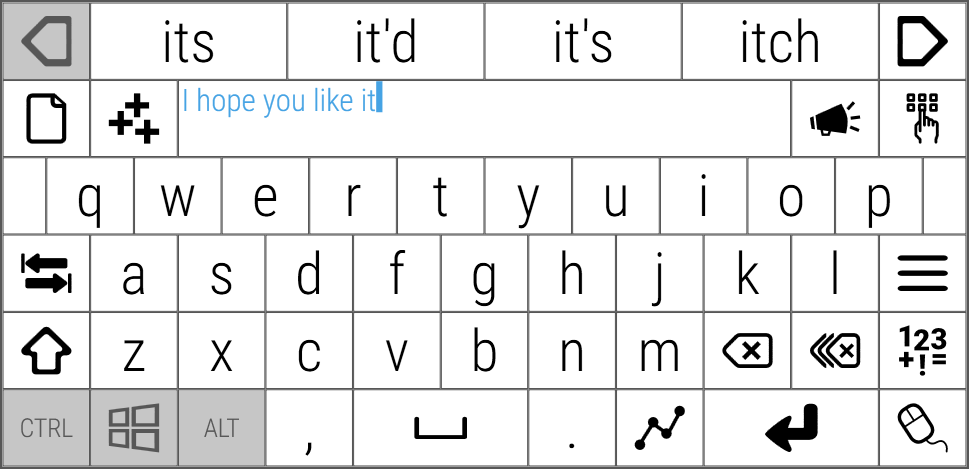 its it'd it's itch
I hope you like it
q w e r t y u i o p
a s d f g h j k l
z x c v b n m 123+!=
CTRL ALT , .